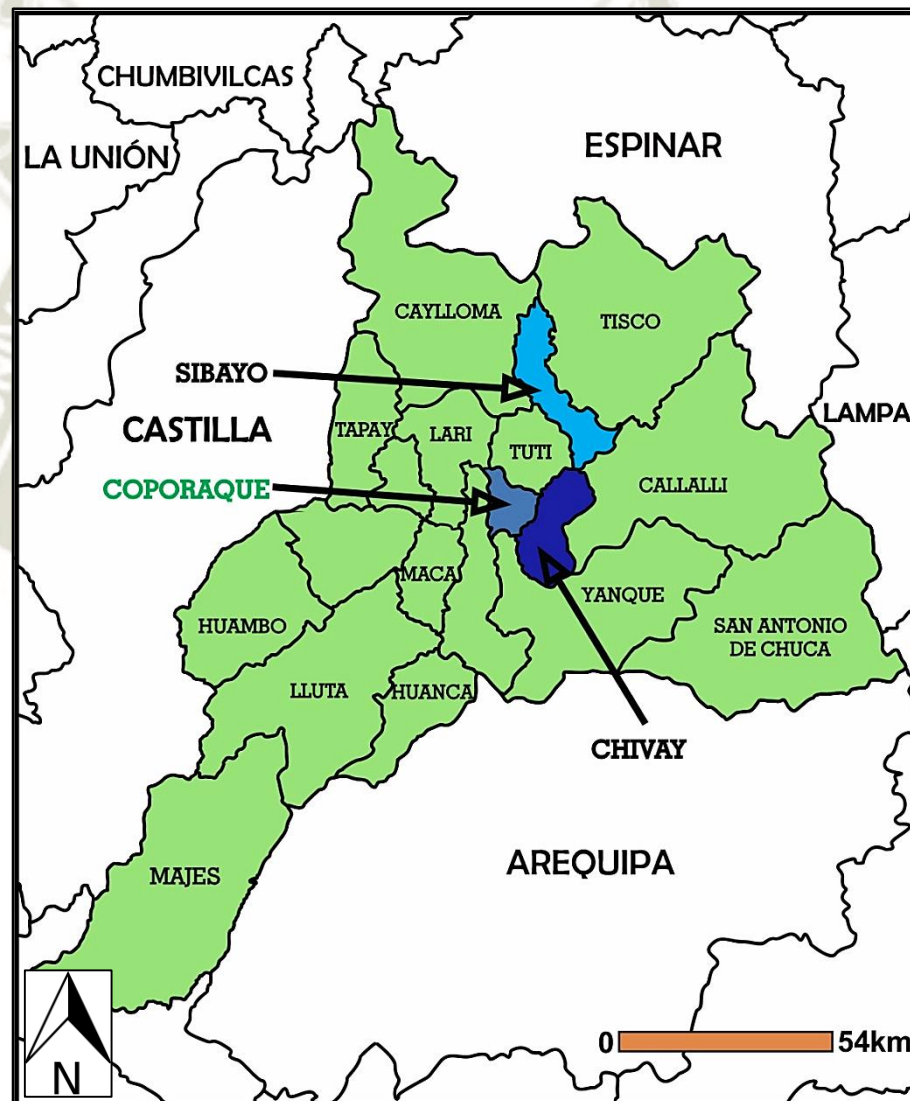 CHUMBIVILCAS
LA UNIÓN
ESPINAR
CAYLLOMA
TISCO
SIBAYO
CASTILLA
TAPAY
LARI
TUTI
LAMPA
COPORAQUE
CALLALLI
MACA
YANQUE
HUAMBO
SAN ANTONIO
DE CHUCA
LLUTA
HUANCA
CHIVAY
MAJES
AREQUIPA
0
54km
N